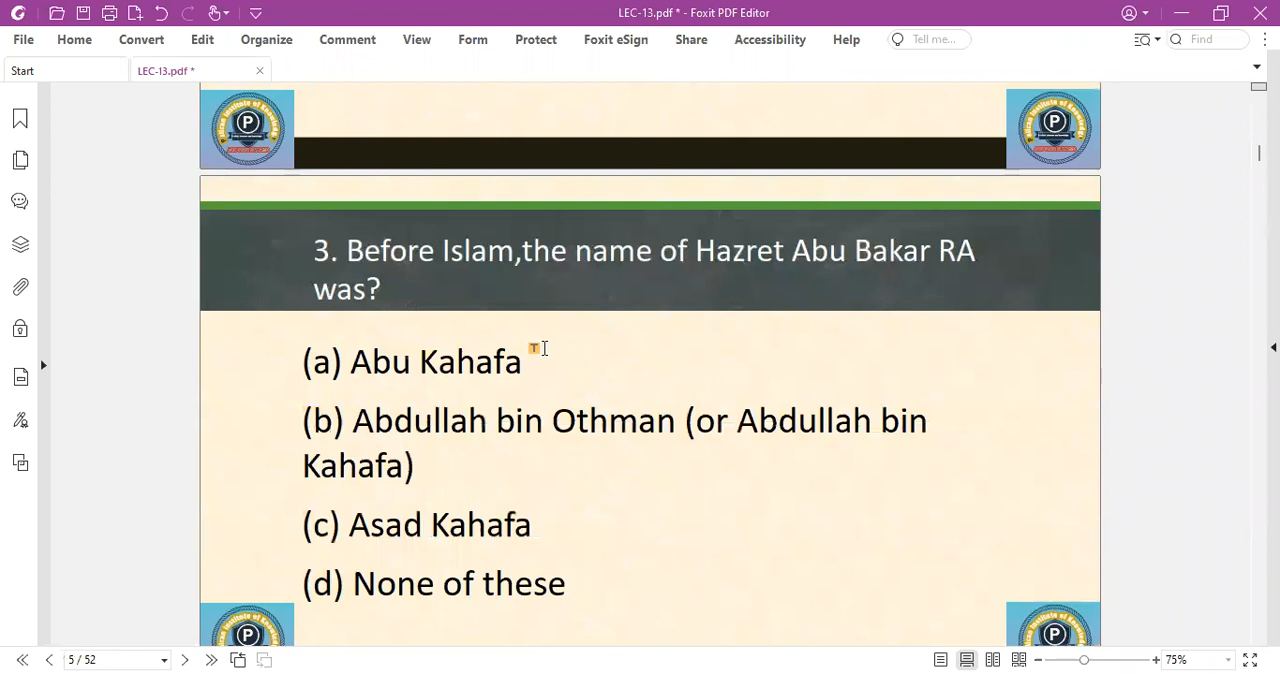 LEC-13.pdf * - Foxit PDF Editor
File Home Convert Edit Organize Comment View Form Protect Foxit eSign Share Accessibility Help Tell me... Find
Start LEC-13.pdf *
3. Before Islam,the name of Hazret Abu Bakar RA
was?
(a) Abu Kahafa
(b) Abdullah bin Othman (or Abdullah bin
Kahafa)
(c) Asad Kahafa
(d) None of these
5 / 52 75%